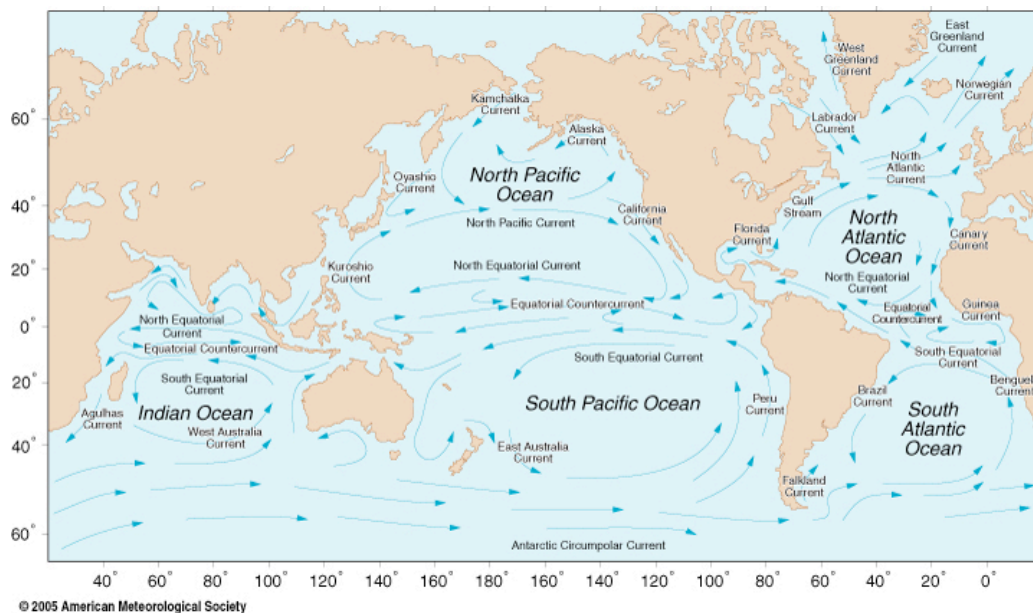 East
Greenland
Current
West
Greenland
Current
Norwegian
Current
Kamchatka
Current
Labrador
Current
Alaska
Current
60°
North
Atlantic
Current
Oyashio
Current
North Pacific
Ocean
40°
California
Current
Gulf
Stream
North Pacific Current
Florida
Current
North
Atlantic
Ocean
Canary
Current
Kuroshio
Current
North Equatorial Current
20°
North Equatorial
Current
Equatorial Countercurrent
Equatorial
Countercurrent
Guinea
Current
North Equatorial
Current
0°
Equatorial Countercurrent
South Equatorial Current
South Equatorial
Current
South Equatorial
Current
20°
Benguel
Brazil
Current
Peru
Current
Agulhas
Current
Indian Ocean
South Pacific Ocean
South
Atlantic
Ocean
West Australia
Current
40°
East Australia
Current
Falkland
Current
60°
Antarctic Circumpolar Current
40° 60° 80° 100° 120° 140° 160° 180° 160° 140° 120° 100° 80° 60° 40° 20° 0°
© 2005 American Meteorological Society